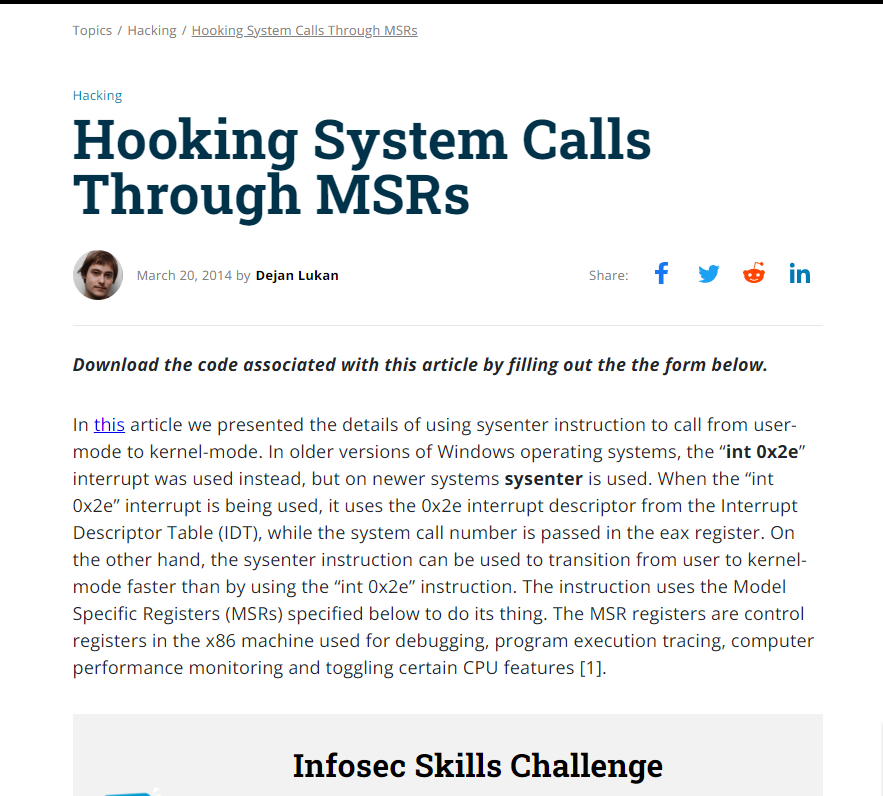 Topics / Hacking / Hooking System Calls Through MSRs
Hacking
Hooking System Calls
Through MSRs
March 20, 2014 by Dejan Lukan
Share:
Download the code associated with this article by filling out the the form below.
In this article we presented the details of using sysenter instruction to call from user-
mode to kernel-mode. In older versions of Windows operating systems, the “int 0x2e”
interrupt was used instead, but on newer systems sysenter is used. When the “int
0x2e” interrupt is being used, it uses the 0x2e interrupt descriptor from the Interrupt
Descriptor Table (IDT), while the system call number is passed in the eax register. On
the other hand, the sysenter instruction can be used to transition from user to kernel-
mode faster than by using the “int 0x2e” instruction. The instruction uses the Model
Specific Registers (MSRs) specified below to do its thing. The MSR registers are control
registers in the x86 machine used for debugging, program execution tracing, computer
performance monitoring and toggling certain CPU features [1].
Infosec Skills Challenge